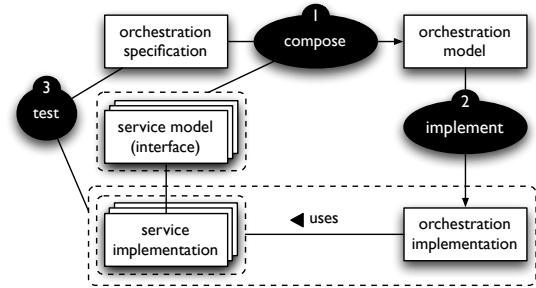 1
orchestration
specification
compose
orchestration
model
3
test
2
implement
service model
(interface)
service
implementation
uses
orchestration
implementation